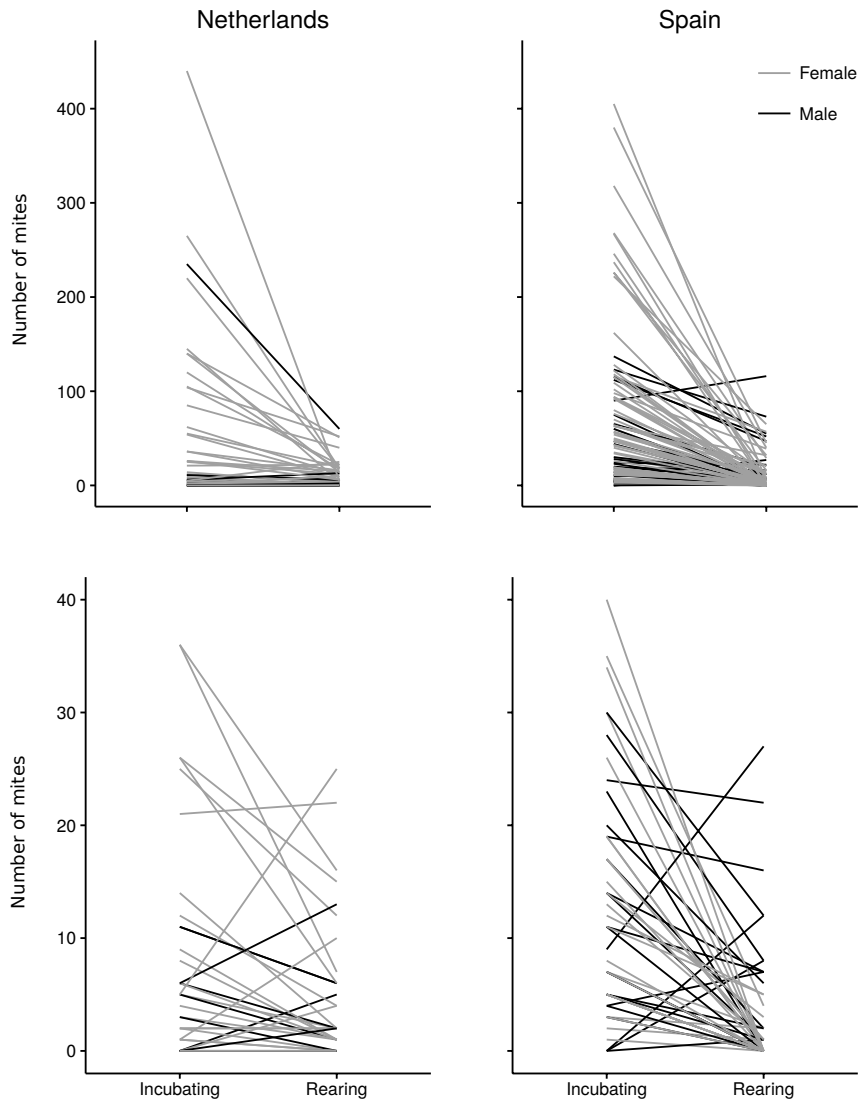 Netherlands
Spain
Female
Male
Number of mites
400
300
200
100
0
Number of mites
40
30
20
10
0
Incubating
Rearing
Incubating
Rearing